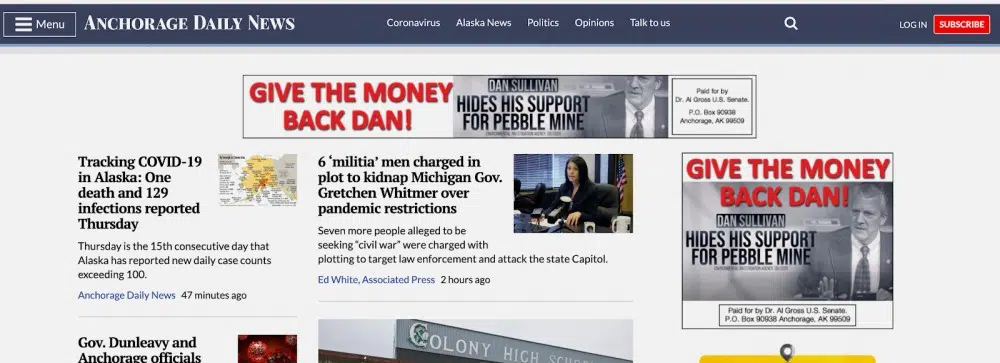 Menu
ANCHORAGE DAILY NEWS
Coronavirus Alaska News Politics Opinions Talk to us
LOG IN SUBSCRIBE
GIVE THE MONEY
BACK DAN!
DAN SULLIVAN
HIDES HIS SUPPORT
FOR PEBBLE MINE
Paid for by
Dr. Al Gross U.S. Senate.
P.O. Box 90938
Anchorage, AK 99509
Tracking COVID-19
in Alaska: One
death and 129
infections reported
Thursday
Thursday is the 15th consecutive day that
Alaska has reported new daily case counts
exceeding 100.
Anchorage Daily News 47 minutes ago
6 ‘militia’ men charged in
plot to kidnap Michigan Gov.
Gretchen Whitmer over
pandemic restrictions
Seven more people alleged to be
seeking “civil war” were charged with
plotting to target law enforcement and attack the state Capitol.
Ed White, Associated Press 2 hours ago
GIVE THE MONEY
BACK DAN!
DAN SULLIVAN
HIDES HIS SUPPORT
FOR PEBBLE MINE
Paid for by Dr. Al Gross U.S. Senate.
P.O. Box 90938 Anchorage, AK 99509
Gov. Dunleavy and
Anchorage officials
COLONY HIGH SCHOOL